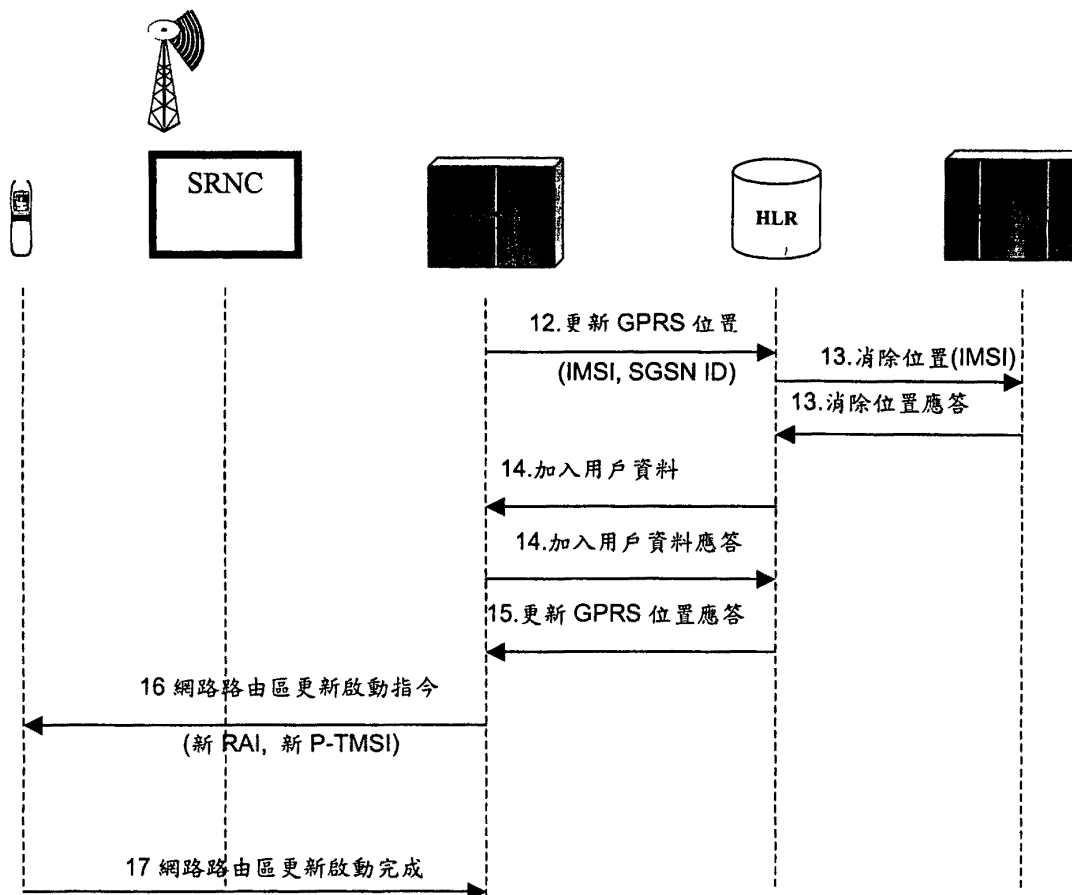 SRNC
HLR
12.更新 GPRS 位置
(IMSI, SGSN ID)
13.消除位置(IMSI)
13.消除位置應答
14.加入用戶資料
14.加入用戶資料應答
15.更新 GPRS 位置應答
16 網路路由區更新啟動指令
(新 RAI, 新 P-TMSI)
17 網路路由區更新啟動完成